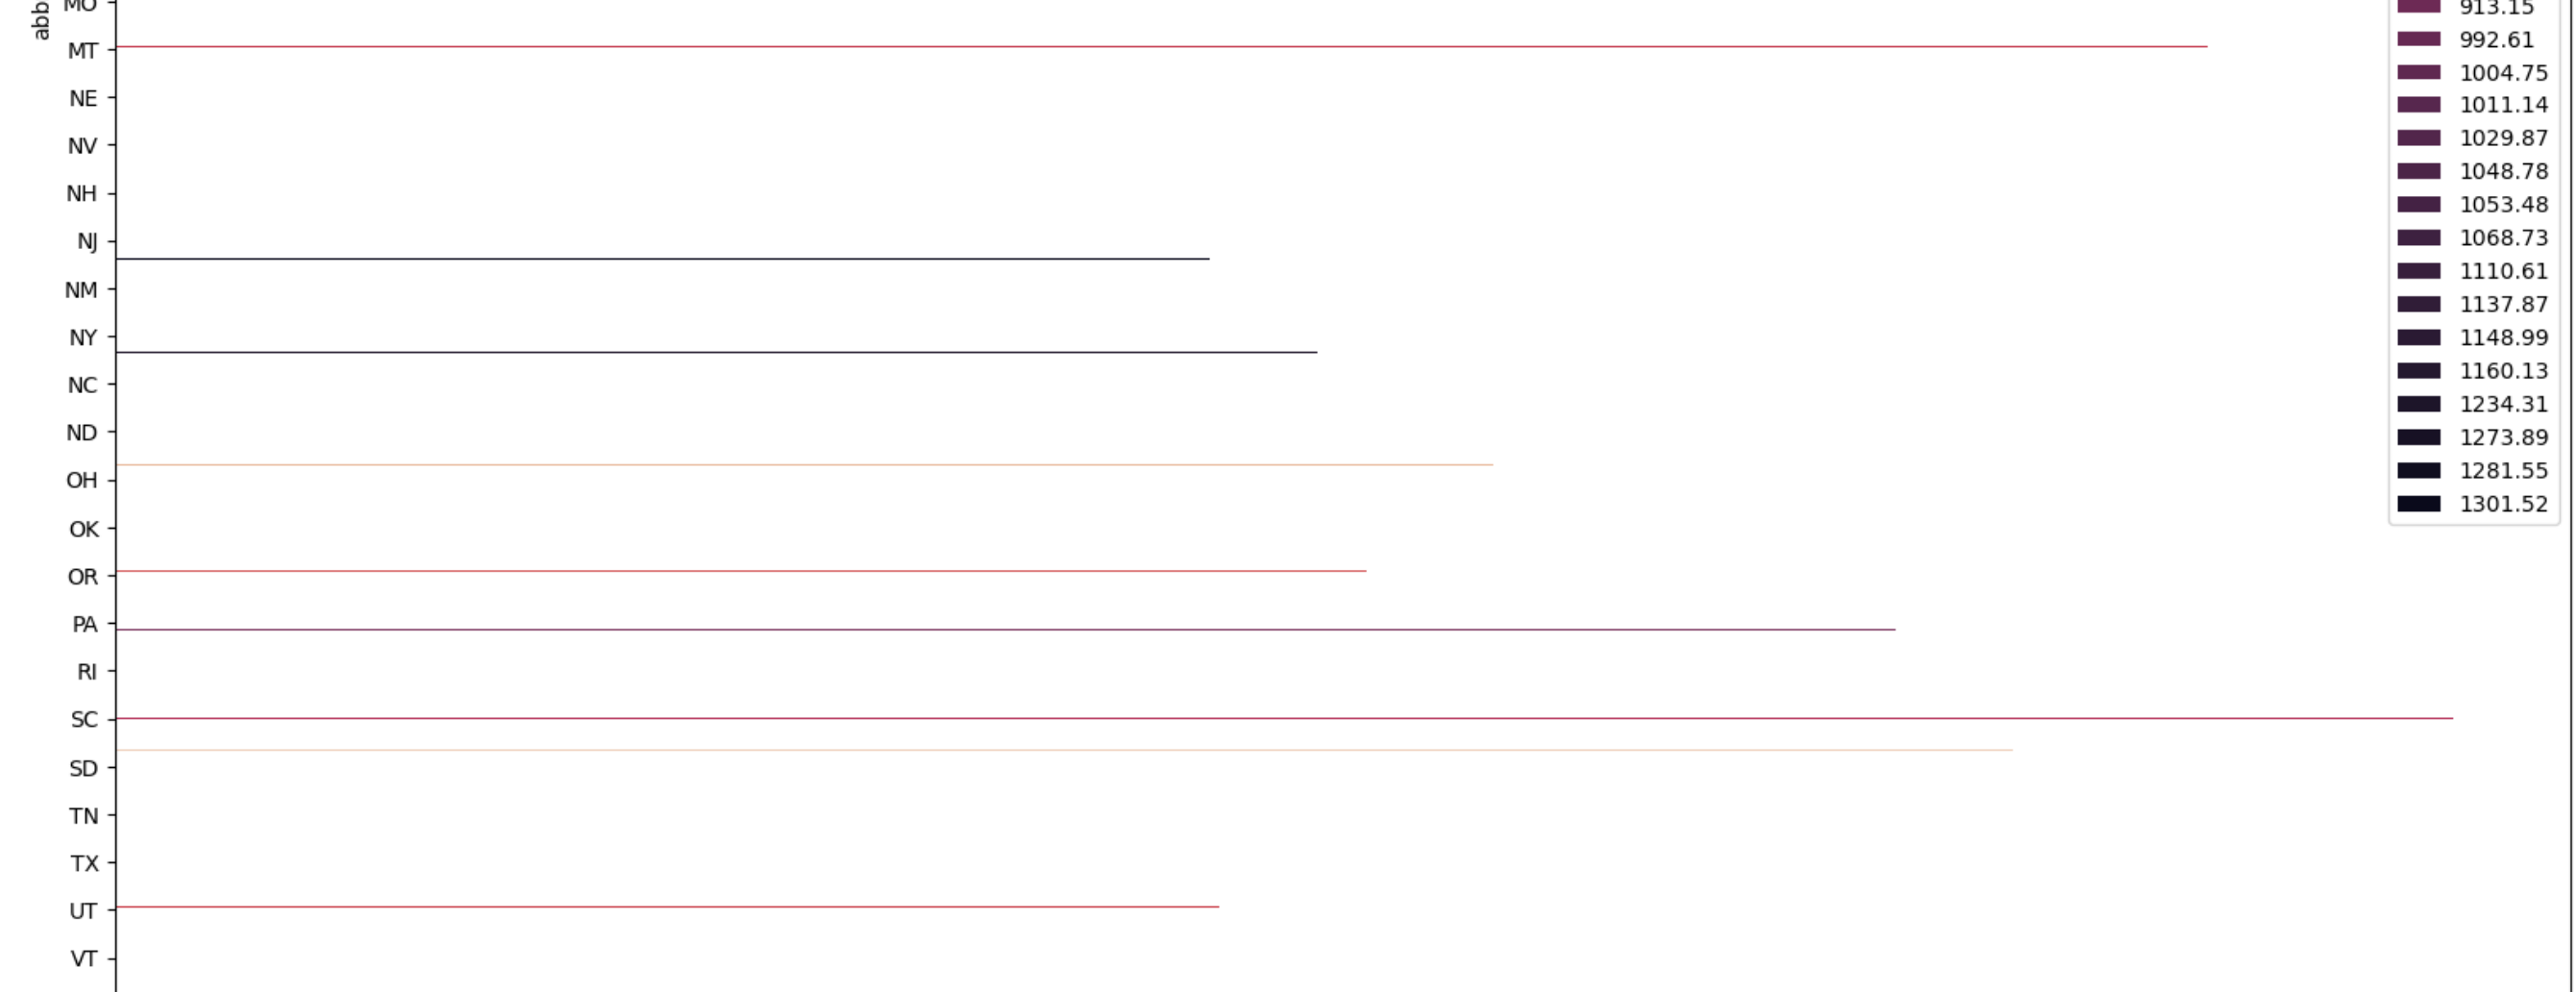 abb
MO
MT
NE
NV
NH
NJ
NM
NY
NC
ND
OH
OK
OR
PA
RI
SC
SD
TN
TX
UT
VT
913.15
992.61
1004.75
1011.14
1029.87
1048.78
1053.48
1068.73
1110.61
1137.87
1148.99
1160.13
1234.31
1273.89
1281.55
1301.52